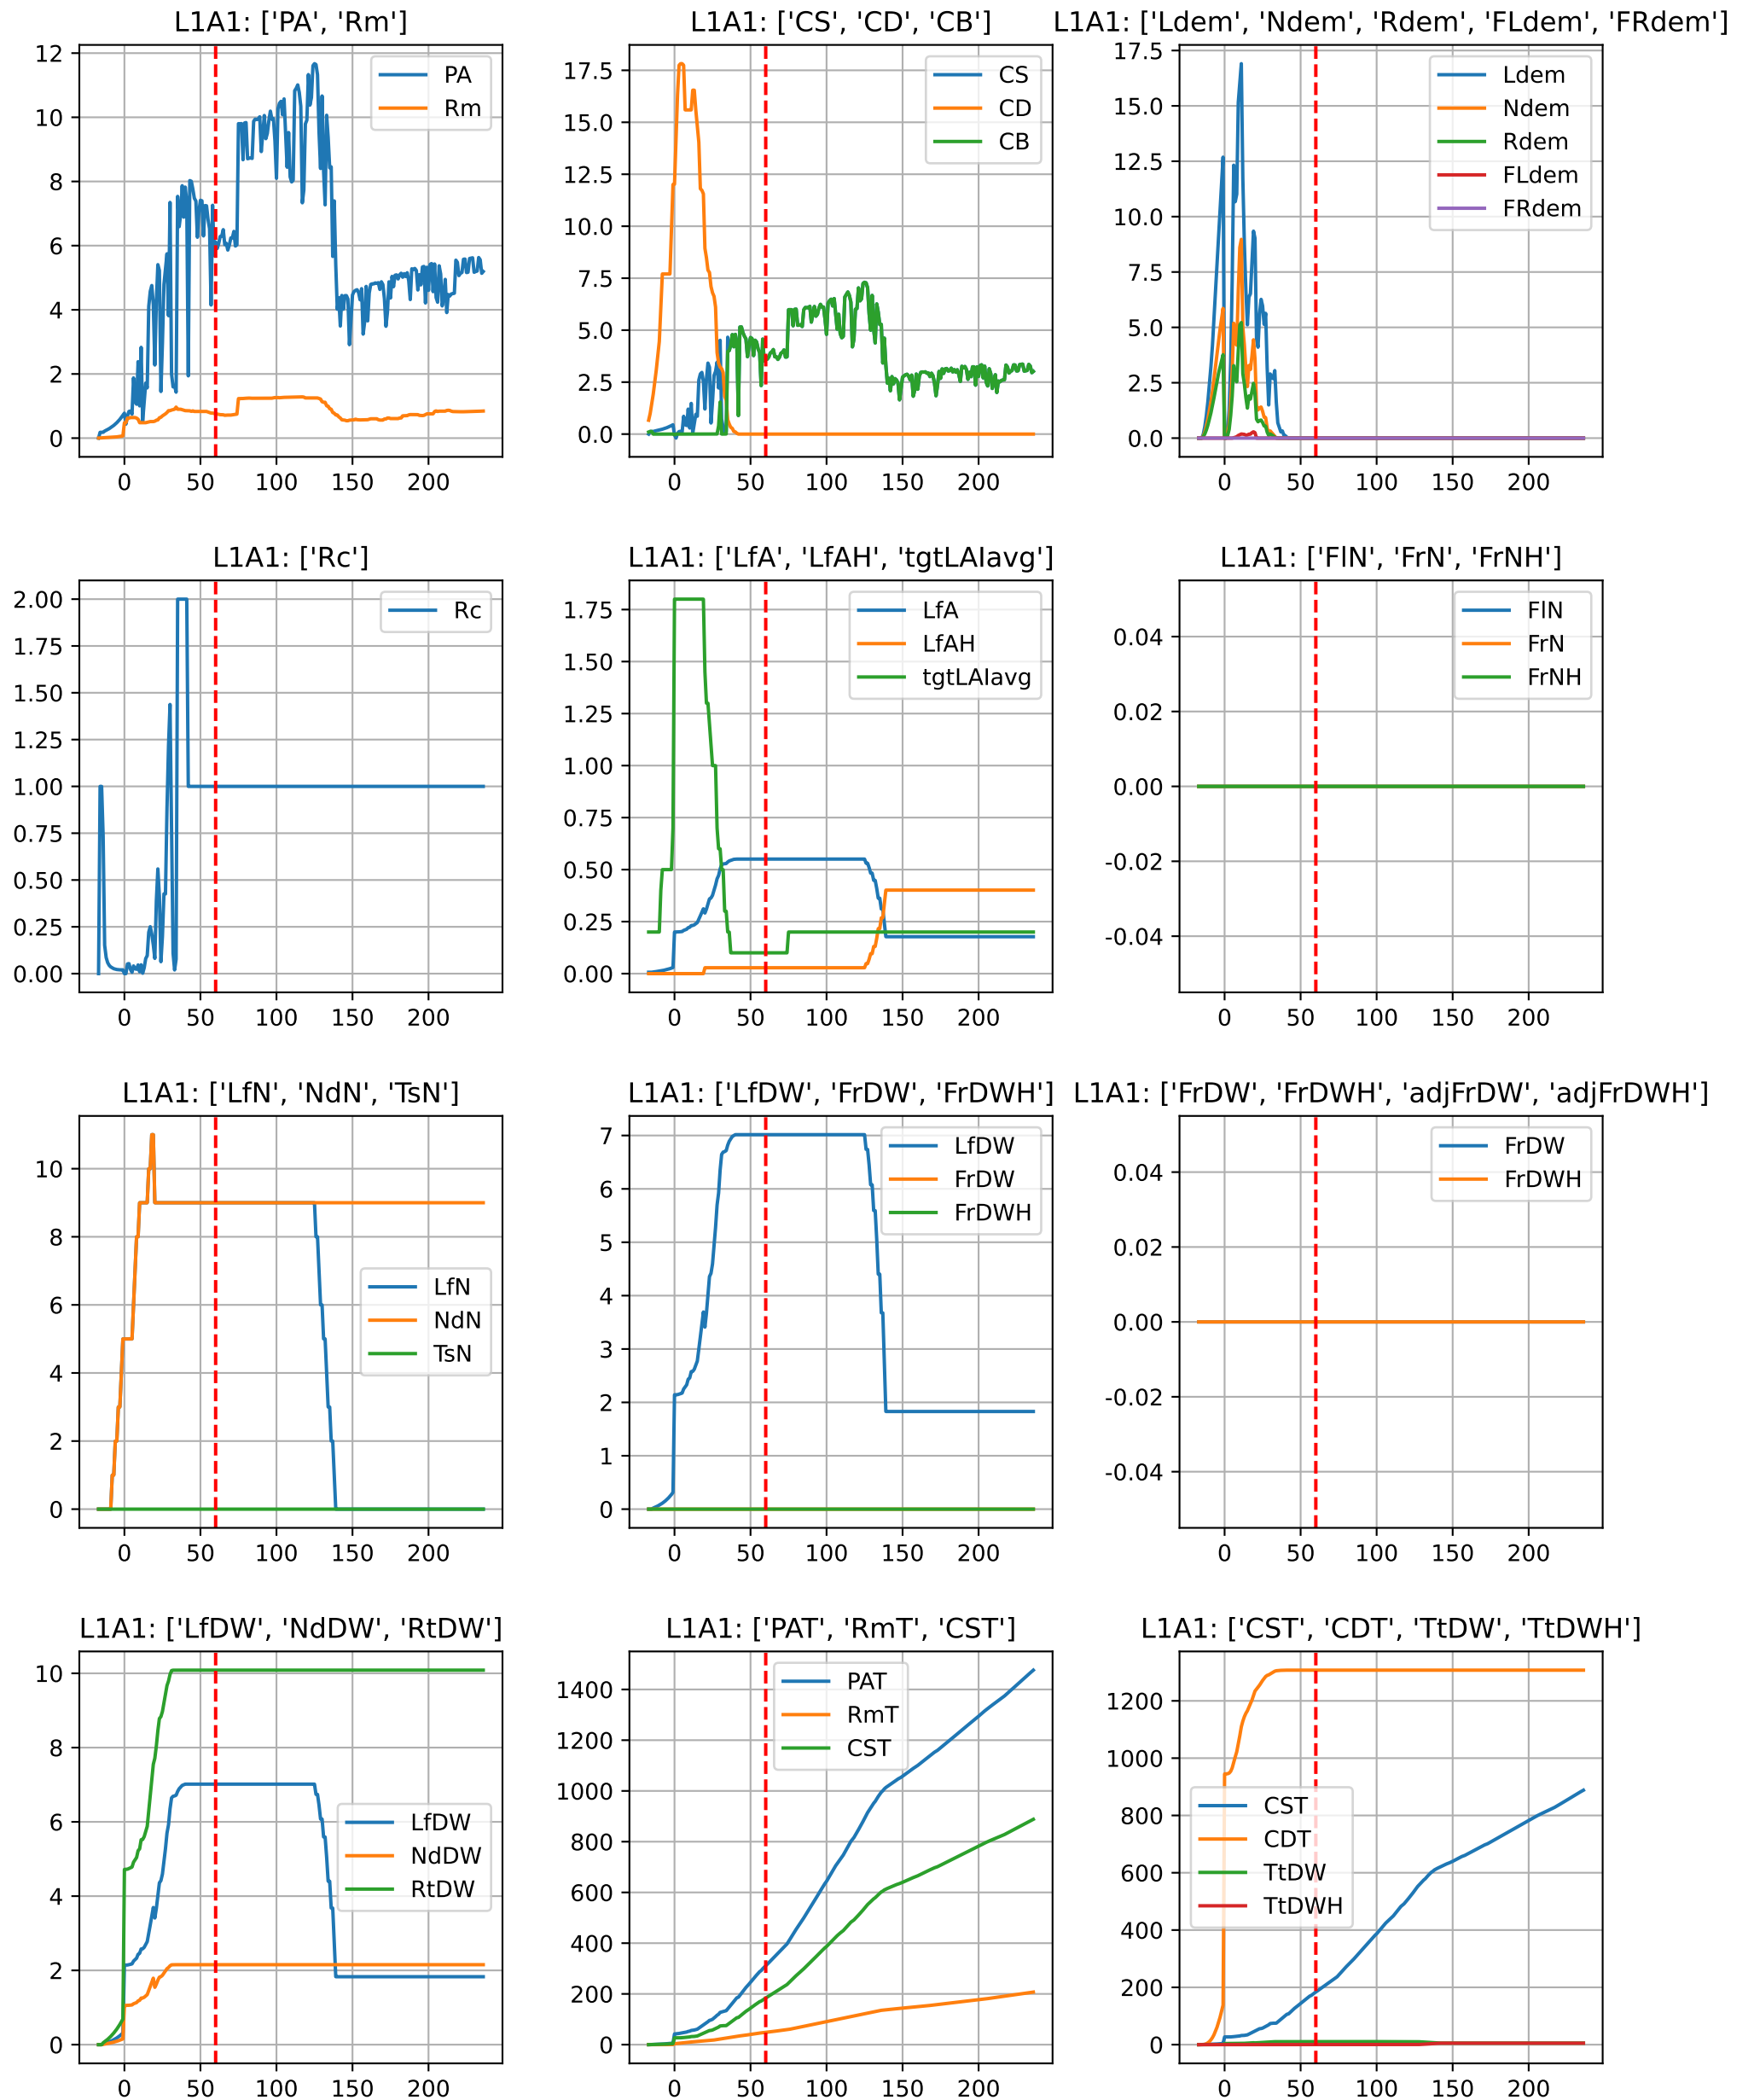 L1A1: ['PA', 'Rm']
12
10
8
6
4
2
0
0 50 100 150 200
PA
Rm
L1A1: ['CS', 'CD', 'CB']
17.5
15.0
12.5
10.0
7.5
5.0
2.5
0.0
0 50 100 150 200
CS
CD
CB
L1A1: ['Ldem', 'Ndem', 'Rdem', 'FLdem', 'FRdem']
17.5
15.0
12.5
10.0
7.5
5.0
2.5
0.0
0 50 100 150 200
Ldem
Ndem
Rdem
FLdem
FRdem
L1A1: ['Rc']
2.00
1.75
1.50
1.25
1.00
0.75
0.50
0.25
0.00
0 50 100 150 200
Rc
L1A1: ['LfA', 'LfAH', 'tgtLAIavg']
1.75
1.50
1.25
1.00
0.75
0.50
0.25
0.00
0 50 100 150 200
LfA
LfAH
tgtLAIavg
L1A1: ['FlN', 'FrN', 'FrNH']
0.04
0.02
0.00
-0.02
-0.04
0 50 100 150 200
FlN
FrN
FrNH
L1A1: ['LfN', 'NdN', 'TsN']
10
8
6
4
2
0
0 50 100 150 200
LfN
NdN
TsN
L1A1: ['LfDW', 'FrDW', 'FrDWH']
7
6
5
4
3
2
1
0
0 50 100 150 200
LfDW
FrDW
FrDWH
L1A1: ['FrDW', 'FrDWH', 'adjFrDW', 'adjFrDWH']
0.04
0.02
0.00
-0.02
-0.04
0 50 100 150 200
FrDW
FrDWH
L1A1: ['LfDW', 'NdDW', 'RtDW']
10
8
6
4
2
0
0 50 100 150 200
LfDW
NdDW
RtDW
L1A1: ['PAT', 'RmT', 'CST']
1400
1200
1000
800
600
400
200
0
0 50 100 150 200
PAT
RmT
CST
L1A1: ['CST', 'CDT', 'TtDW', 'TtDWH']
1200
1000
800
600
400
200
0
0 50 100 150 200
CST
CDT
TtDW
TtDWH